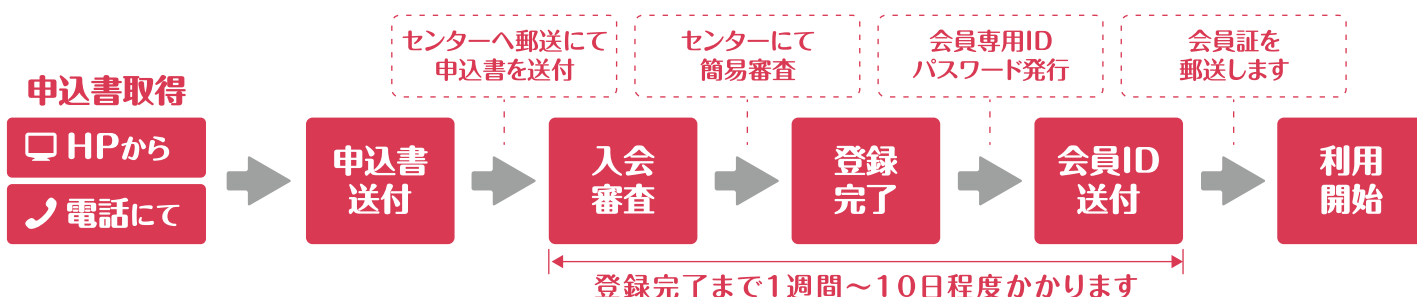 申込書取得
HPから
電話にて
申込書
送付
センターへ郵送にて
申込書を送付
入会
審査
センターにて
簡易審査
登録
完了
会員専用ID
パスワード発行
会員ID
送付
会員証を
郵送します
利用
開始
登録完了まで1週間～10日程度かかります